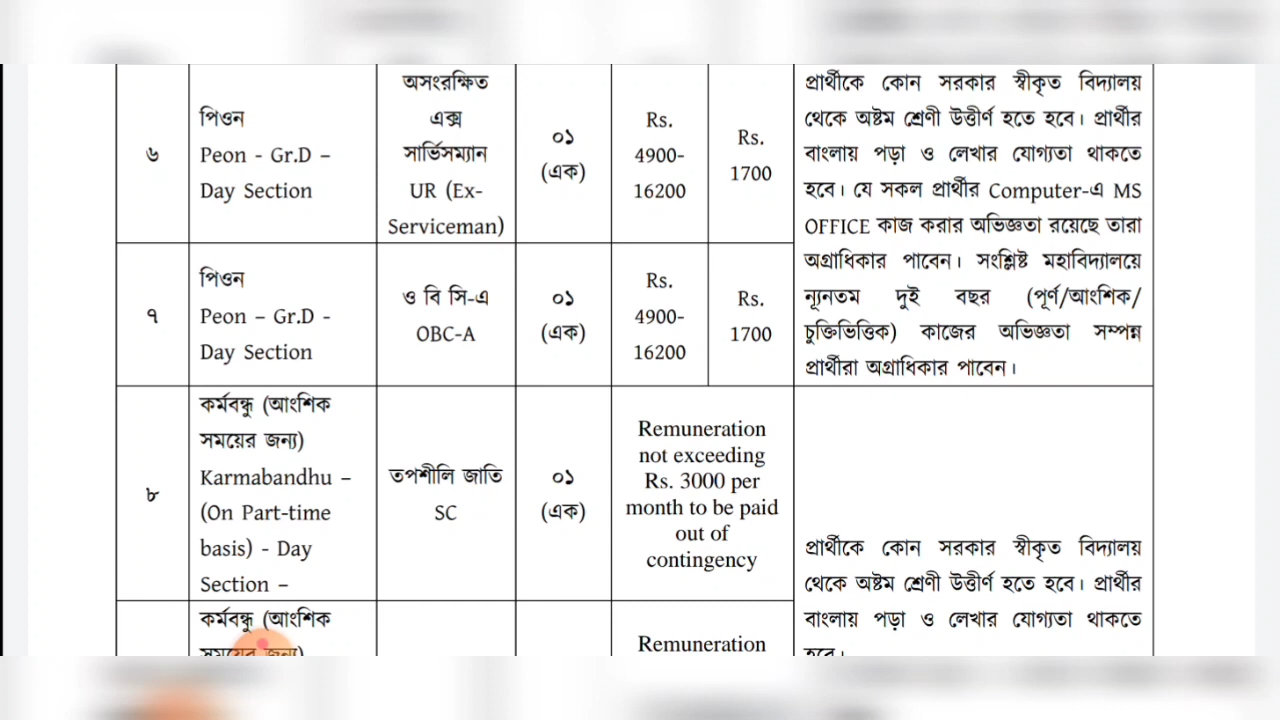 ৬
পিওন
Peon - Gr.D –
Day Section
অসংরক্ষিত
এক্স
সার্ভিসম্যান
UR (Ex-
Serviceman)
০১
(এক)
Rs.
4900-
16200
Rs.
1700
প্রার্থীকে কোন সরকার স্বীকৃত বিদ্যালয়
থেকে অষ্টম শ্রেণী উত্তীর্ণ হতে হবে। প্রার্থীর
বাংলায় পড়া ও লেখার যোগ্যতা থাকতে
হবে। যে সকল প্রার্থীর Computer-এ MS
OFFICE কাজ করার অভিজ্ঞতা রয়েছে তারা
অগ্রাধিকার পাবেন। সংশ্লিষ্ট মহাবিদ্যালয়ে
ন্যূনতম দুই বছর (পূর্ণ/আংশিক/
চুক্তিভিত্তিক) কাজের অভিজ্ঞতা সম্পন্ন
প্রার্থীরা অগ্রাধিকার পাবেন।
৭
পিওন
Peon – Gr.D -
Day Section
ও বি সি-এ
OBC-A
০১
(এক)
Rs.
4900-
16200
Rs.
1700
৮
কর্মবন্ধু (আংশিক
সময়ের জন্য)
Karmabandhu –
(On Part-time
basis) - Day
Section –
তপশীলি জাতি
SC
০১
(এক)
Remuneration
not exceeding
Rs. 3000 per
month to be paid
out of
contingency
প্রার্থীকে কোন সরকার স্বীকৃত বিদ্যালয়
থেকে অষ্টম শ্রেণী উত্তীর্ণ হতে হবে। প্রার্থীর
বাংলায় পড়া ও লেখার যোগ্যতা থাকতে
হবে।
কর্মবন্ধু (আংশিক
সময়ের জন্য)
Remuneration